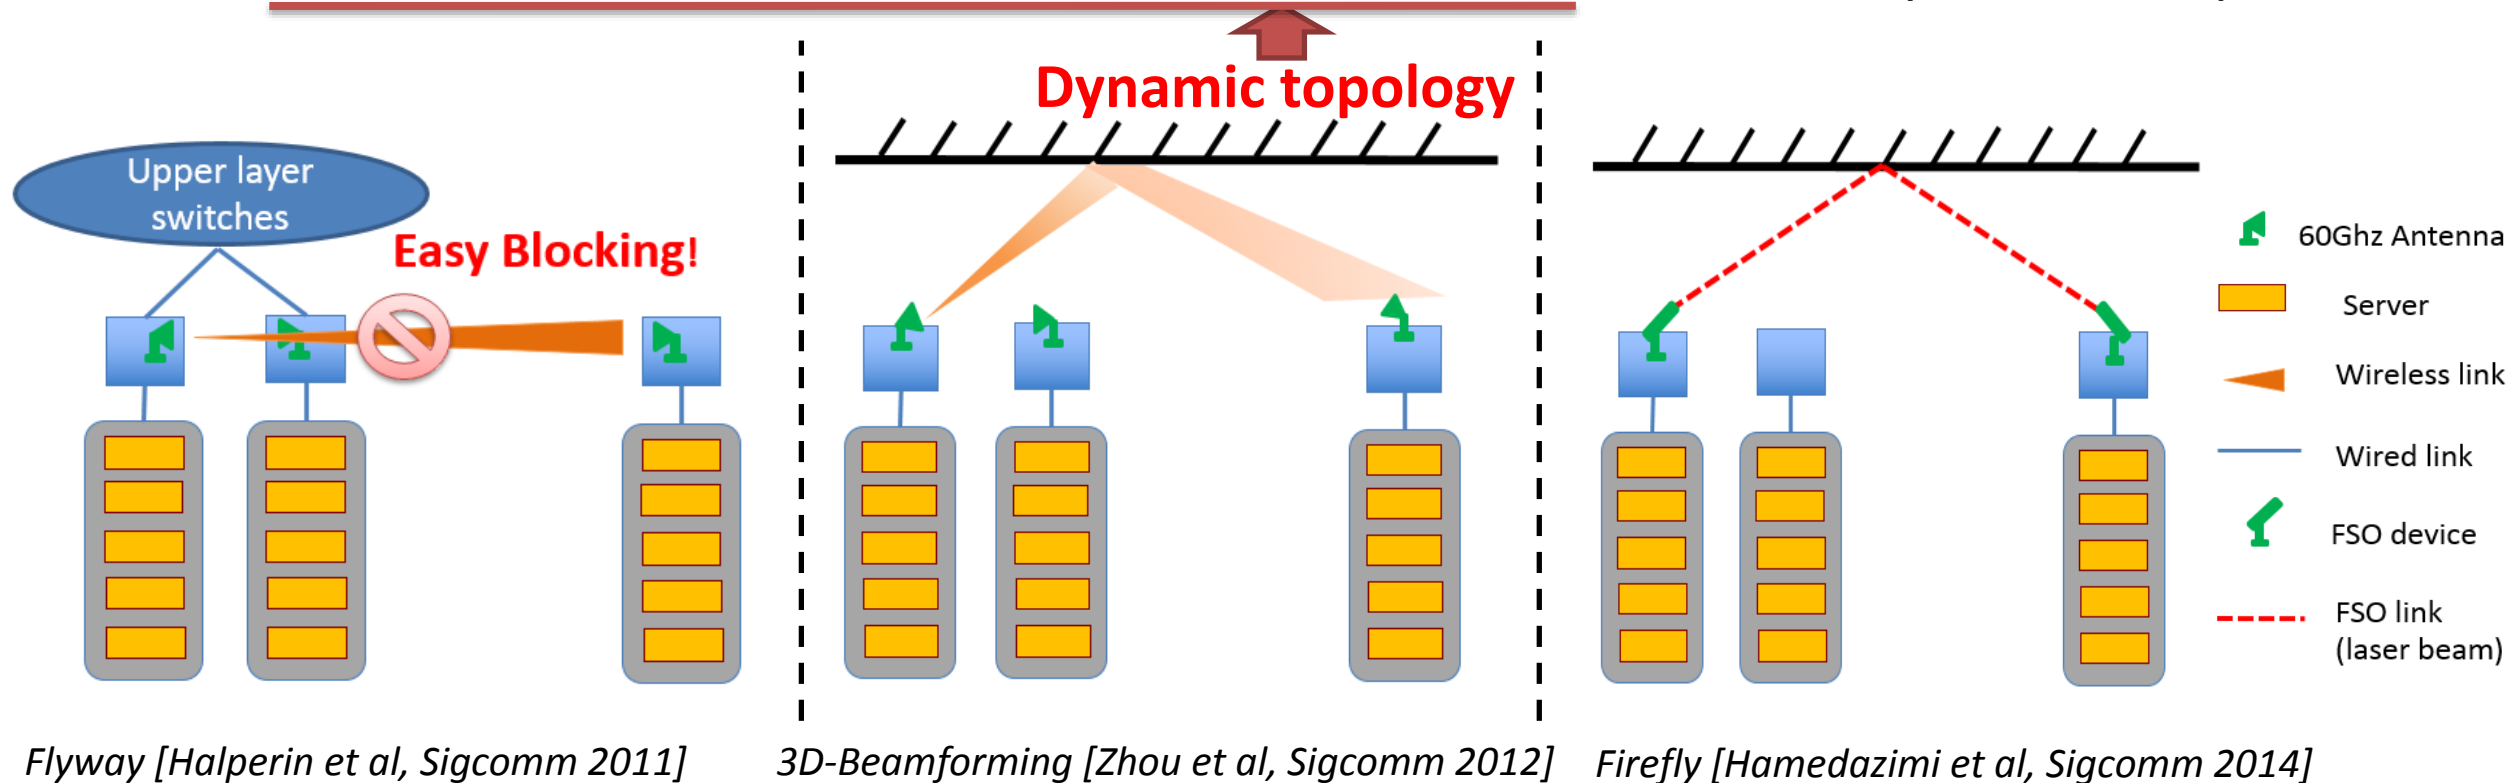 Dynamic topology
Upper layer
switches
Easy Blocking!
60Ghz Antenna
Server
Wireless link
Wired link
FSO device
FSO link
(laser beam)
Flyway [Halperin et al, Sigcomm 2011]
3D-Beamforming [Zhou et al, Sigcomm 2012]
Firefly [Hamedazimi et al, Sigcomm 2014]